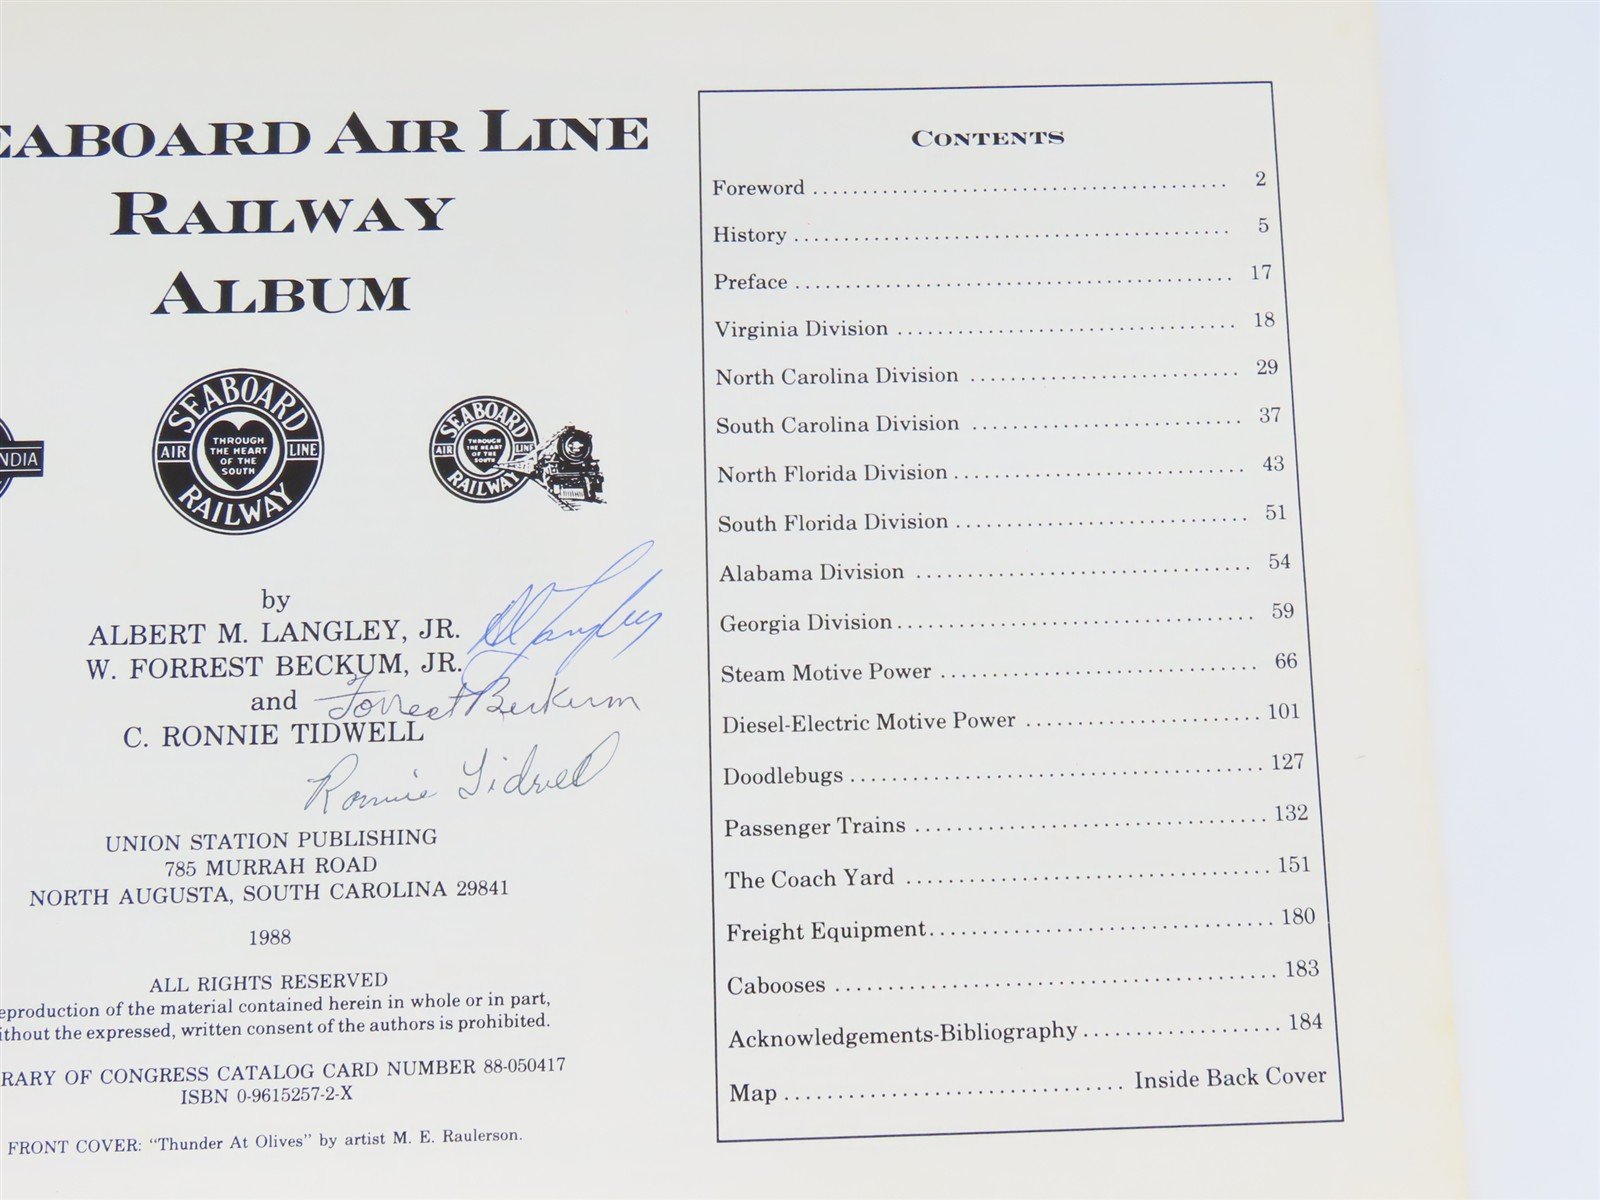 EABOARD AIR LINE
RAILWAY
ALBUM
NDIA
SEABOARD
AIR LINE
THROUGH
THE HEART
OF THE
SOUTH
RAILWAY
SEABOARD
AIR LINE
THROUGH
THE HEART
OF THE
SOUTH
RAILWAY
by
ALBERT M. LANGLEY, JR. Al Langley
W. FORREST BECKUM, JR.
and Forrest Beckum
C. RONNIE TIDWELL
Ronnie Tidwell
UNION STATION PUBLISHING
785 MURRAH ROAD
NORTH AUGUSTA, SOUTH CAROLINA 29841
1988
ALL RIGHTS RESERVED
eproduction of the material contained herein in whole or in part,
ithout the expressed, written consent of the authors is prohibited.
RARY OF CONGRESS CATALOG CARD NUMBER 88-050417
ISBN 0-9615257-2-X
FRONT COVER: "Thunder At Olives" by artist M. E. Raulerson.
CONTENTS
Foreword ........................................ 2
History ........................................ 5
Preface ........................................ 17
Virginia Division ........................................ 18
North Carolina Division ........................................ 29
South Carolina Division ........................................ 37
North Florida Division ........................................ 43
South Florida Division ........................................ 51
Alabama Division ........................................ 54
Georgia Division ........................................ 59
Steam Motive Power ........................................ 66
Diesel-Electric Motive Power ........................................ 101
Doodlebugs ........................................ 127
Passenger Trains ........................................ 132
The Coach Yard ........................................ 151
Freight Equipment ........................................ 180
Cabooses ........................................ 183
Acknowledgements-Bibliography ........................................ 184
Map ........................................ Inside Back Cover